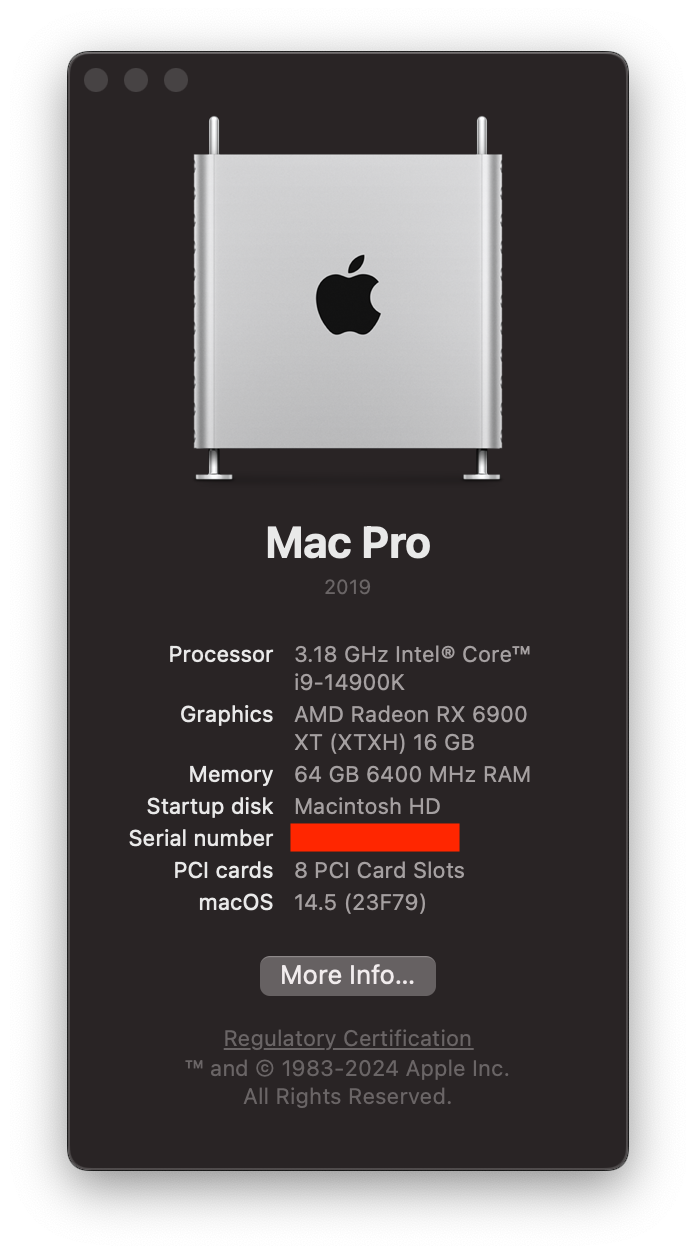 Mac Pro
2019
Processor 3.18 GHz Intel® Core™
i9-14900K
Graphics AMD Radeon RX 6900
XT (XTXH) 16 GB
Memory 64 GB 6400 MHz RAM
Startup disk Macintosh HD
Serial number
PCI cards 8 PCI Card Slots
macOS 14.5 (23F79)
More Info...
Regulatory Certification
™ and © 1983-2024 Apple Inc.
All Rights Reserved.